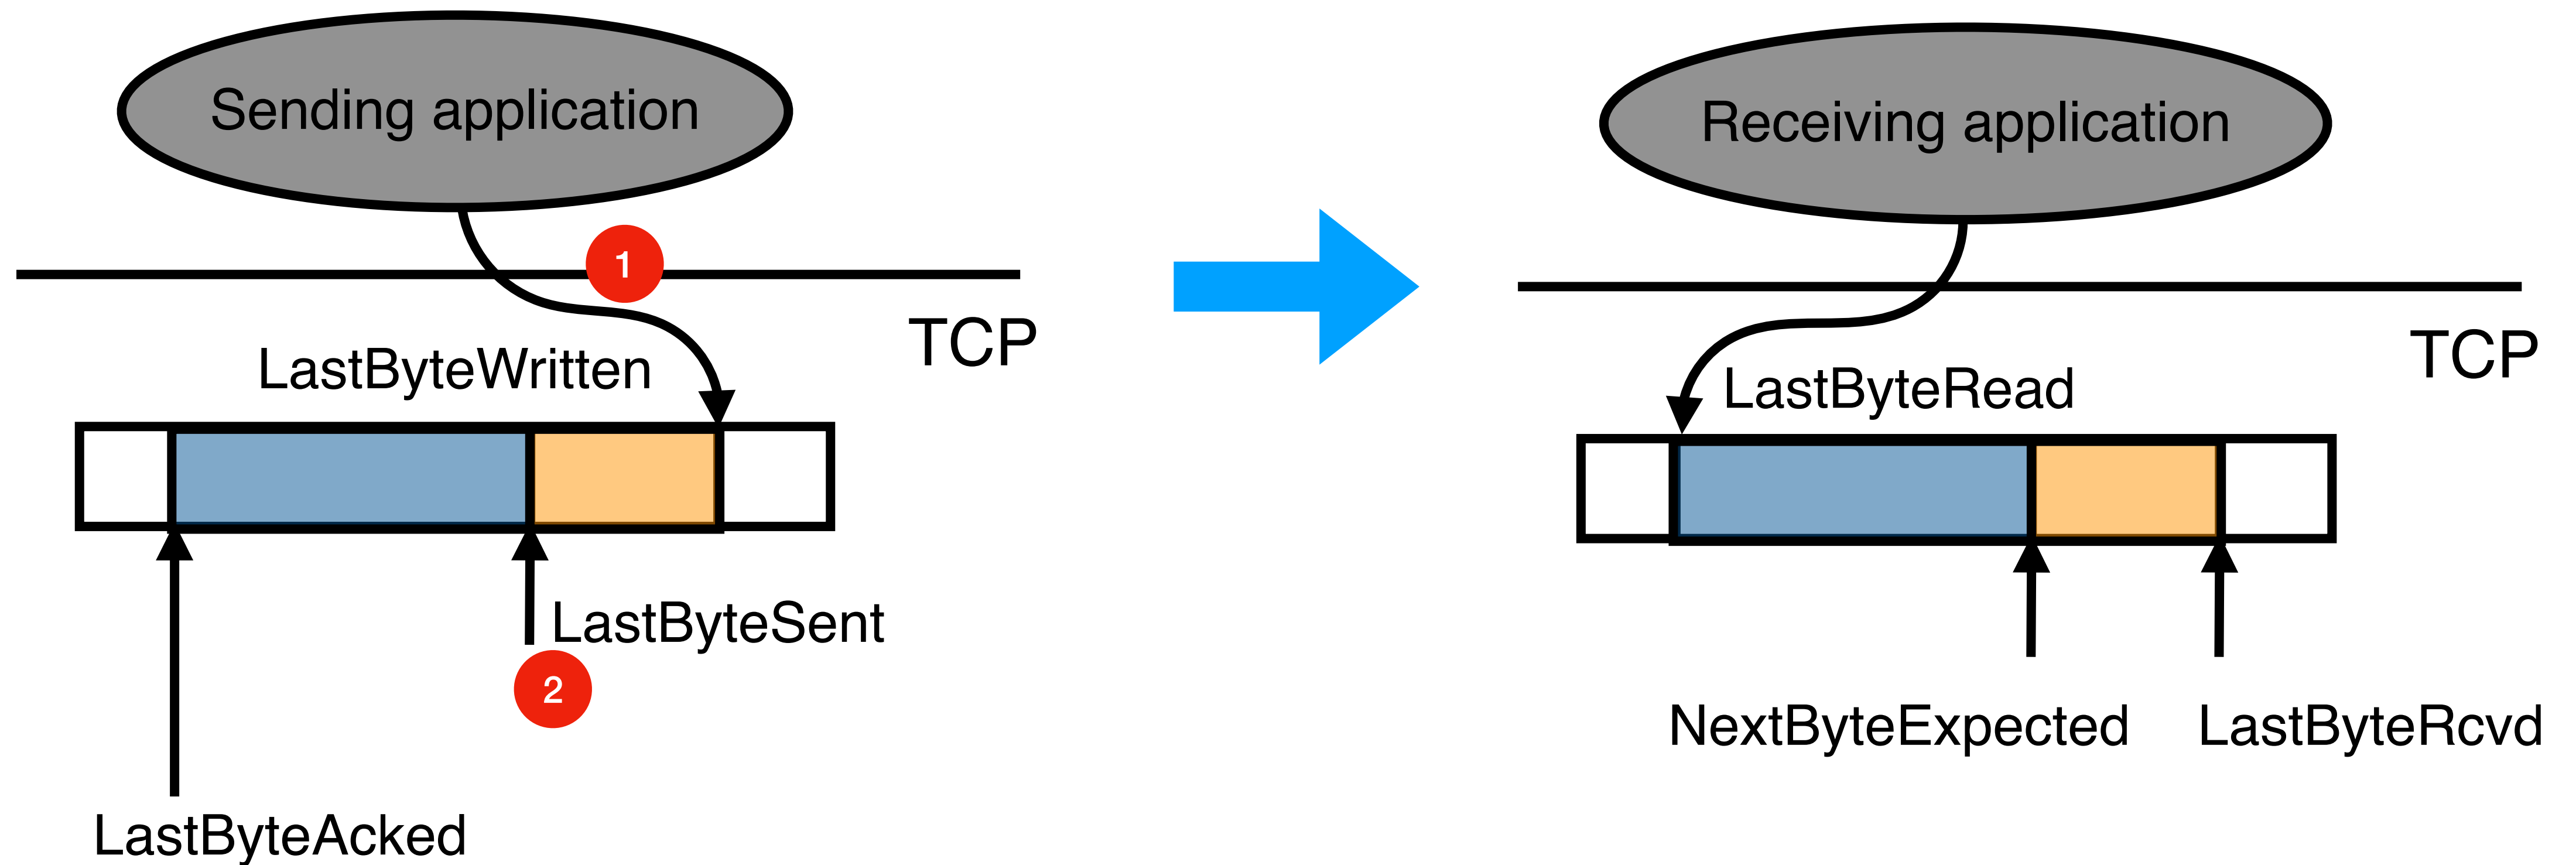 Sending application
1
TCP
LastByteWritten
LastByteSent
2
LastByteAcked
Receiving application
TCP
LastByteRead
NextByteExpected
LastByteRcvd